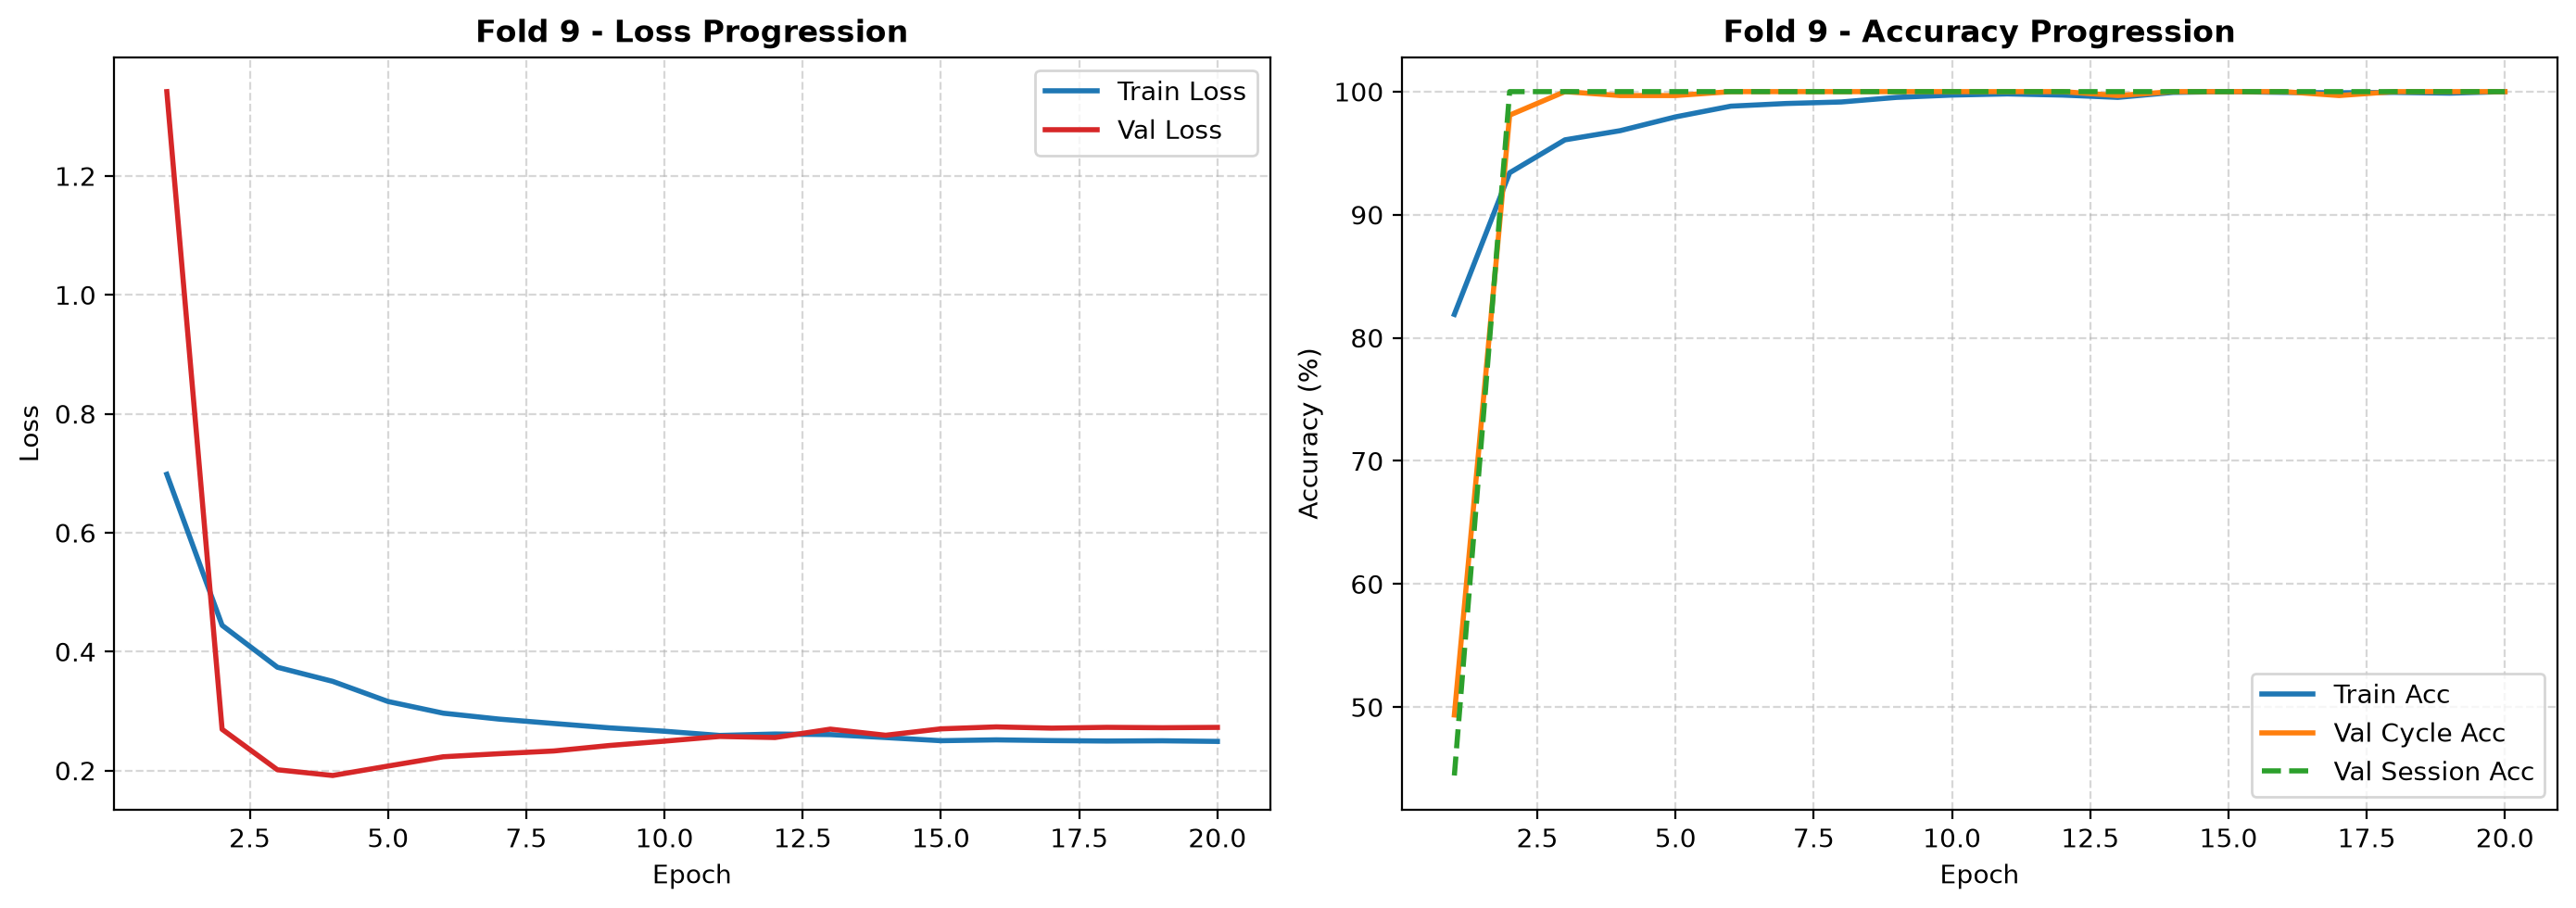 Fold 9 - Loss Progression
Train Loss
Val Loss
1.2
1.0
0.8
0.6
0.4
0.2
Loss
2.5 5.0 7.5 10.0 12.5 15.0 17.5 20.0
Epoch
Fold 9 - Accuracy Progression
100
90
80
70
60
50
Accuracy (%)
Train Acc
Val Cycle Acc
Val Session Acc
2.5 5.0 7.5 10.0 12.5 15.0 17.5 20.0
Epoch